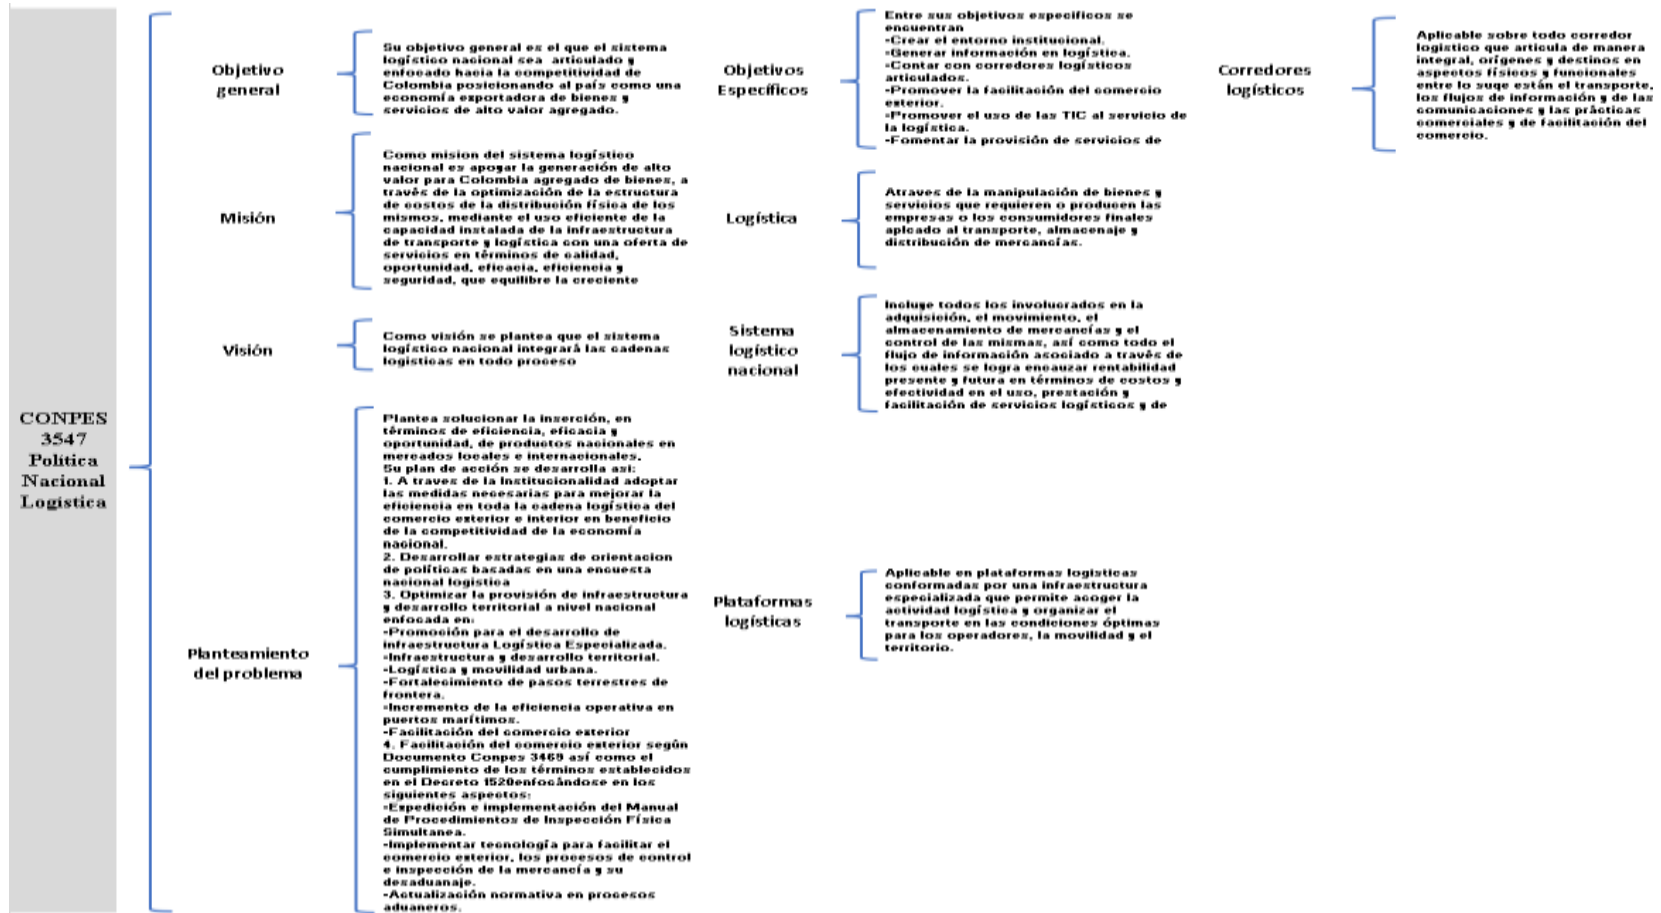 CONPES
3547
Política
Nacional
Logística
Objetivo
general
Su objetivo general es el que el sistema
logístico nacional sea articulado y
enfocado hacia la competitividad de
Colombia posicionando al país como una
economía exportadora de bienes y
servicios de alto valor agregado.
Misión
Como mision del sistema logístico
nacional es apoyar la generación de alto
valor para Colombia agregado de bienes, a
través de la optimización de la estructura
de costos de la distribución física de los
mismos, mediante el uso eficiente de la
capacidad instalada de la infraestructura
de transporte y logística con una oferta de
servicios en términos de calidad,
oportunidad, eficacia, eficiencia y
seguridad, que equilibre la creciente
Visión
Como visión se plantea que el sistema
logístico nacional integrará las cadenas
logisticas en todo proceso
Planteamiento
del problema
Plantea solucionar la inserción, en
términos de eficiencia, eficacia y
oportunidad, de productos nacionales en
mercados locales e internacionales.
Su plan de acción se desarrolla asi:
1. A traves de la Institucionalidad adoptar
las medidas necesarias para mejorar la
eficiencia en toda la cadena logística del
comercio exterior e interior en beneficio
de la competitividad de la economía
nacional.
2. Desarrollar estrategias de orientacion
de políticas basadas en una encuesta
nacional logistica
3. Optimizar la provisión de infraestructura
y desarrollo territorial a nivel nacional
enfocada en:
-Promoción para el desarrollo de
infraestructura Logística Especializada.
-Infraestructura y desarrollo territorial.
-Logística y movilidad urbana.
-Fortalecimiento de pasos terrestres de
frontera.
-Incremento de la eficiencia operativa en
puertos marítimos.
-Facilitación del comercio exterior
4. Facilitación del comercio exterior según
Documento Conpes 3469 así como el
cumplimiento de los términos establecidos
en el Decreto 1520enfocándose en los
siguientes aspectos:
-Expedición e implementación del Manual
de Procedimientos de Inspección Física
Simultanea.
-Implementar tecnología para facilitar el
comercio exterior, los procesos de control
e inspección de la mercancía y su
desaduanaje.
-Actualización normativa en procesos
aduaneros.
Objetivos
Específicos
Entre sus objetivos especificos se
encuentran
-Crear el entorno institucional.
-Generar información en logística.
-Contar con corredores logísticos
articulados.
-Promover la facilitación del comercio
exterior.
-Promover el uso de las TIC al servicio de
la logística.
-Fomentar la provisión de servicios de
Logística
Atraves de la manipulación de bienes y
servicios que requieren o producen las
empresas o los consumidores finales
aplcado al transporte, almacenaje y
distribución de mercancías.
Sistema
logístico
nacional
Incluye todos los involucrados en la
adquisición, el movimiento, el
almacenamiento de mercancías y el
control de las mismas, así como todo el
flujo de información asociado a través de
los cuales se logra encauzar rentabilidad
presente y futura en términos de costos y
efectividad en el uso, prestación y
facilitación de servicios logísticos y de
Plataformas
logísticas
Aplicable en plataformas logisticas
conformadas por una infraestructura
especializada que permite acoger la
actividad logística y organizar el
transporte en las condiciones óptimas
para los operadores, la movilidad y el
territorio.
Corredores
logísticos
Aplicable sobre todo corredor
logistico que articula de manera
integral, orígenes y destinos en
aspectos físicos y funcionales
entre lo suqe están el transporte,
los flujos de información y de las
comunicaciones y las prácticas
comerciales y de facilitación del
comercio.